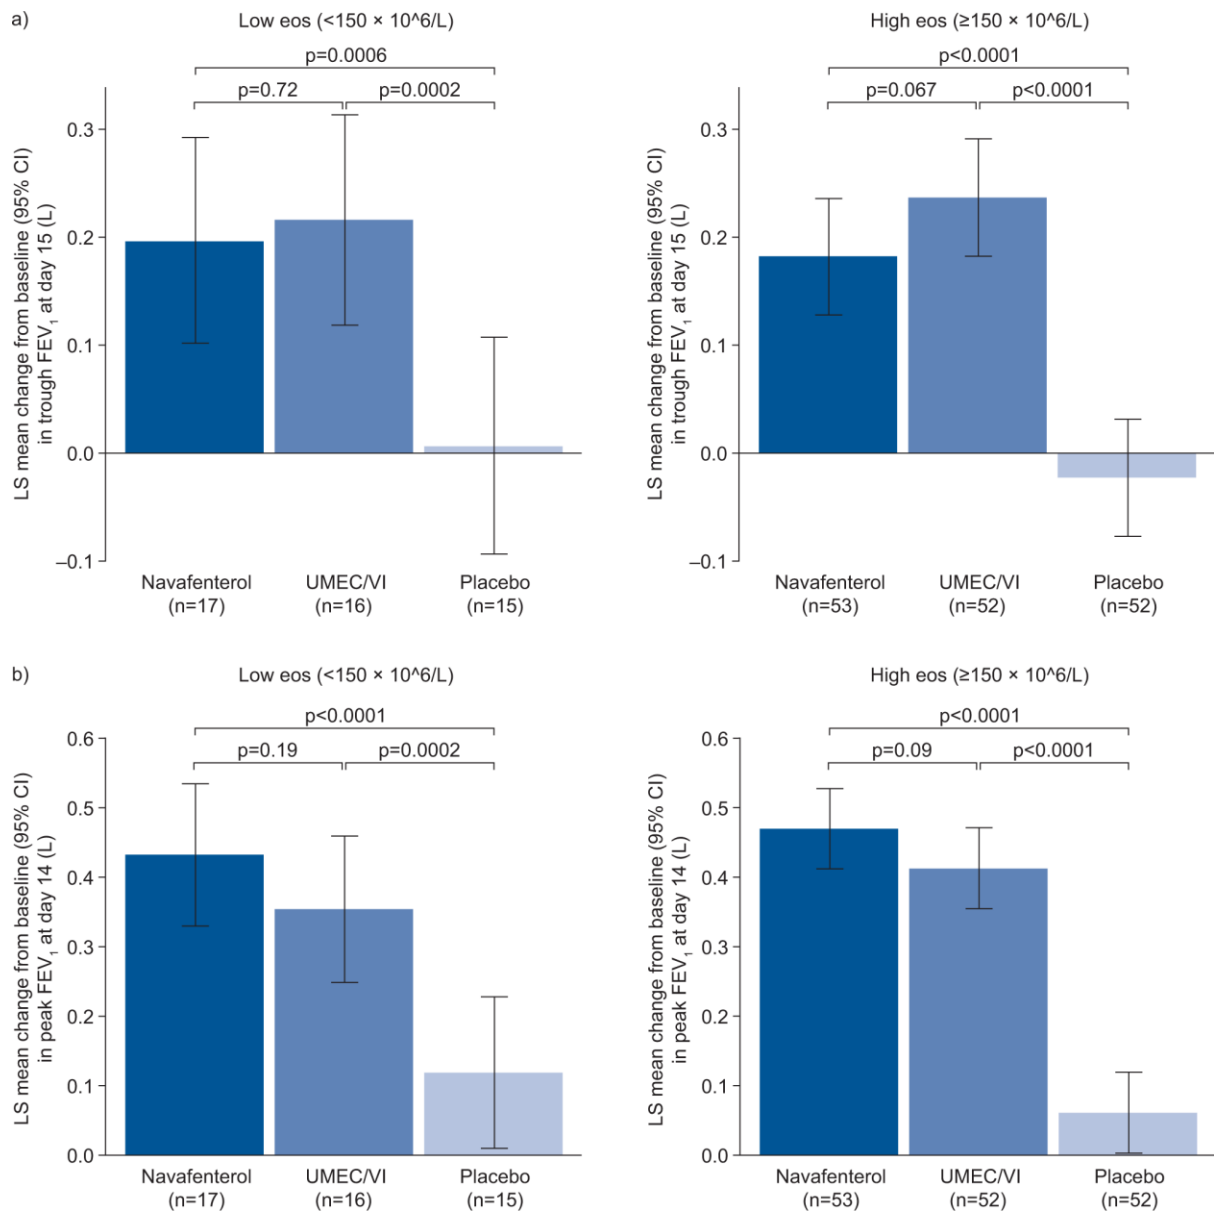 a)
Low eos (<150 × 10^6/L)
p=0.0006
p=0.72
p=0.0002
LS mean change from baseline (95% CI)
in trough FEV₁ at day 15 (L)
0.3
0.2
0.1
0.0
–0.1
Navafenterol
(n=17)
UMEC/VI
(n=16)
Placebo
(n=15)
High eos (≥150 × 10^6/L)
p<0.0001
p=0.067
p<0.0001
LS mean change from baseline (95% CI)
in trough FEV₁ at day 15 (L)
0.3
0.2
0.1
0.0
–0.1
Navafenterol
(n=53)
UMEC/VI
(n=52)
Placebo
(n=52)
b)
Low eos (<150 × 10^6/L)
p<0.0001
p=0.19
p=0.0002
LS mean change from baseline (95% CI)
in peak FEV₁ at day 14 (L)
0.6
0.5
0.4
0.3
0.2
0.1
0.0
Navafenterol
(n=17)
UMEC/VI
(n=16)
Placebo
(n=15)
High eos (≥150 × 10^6/L)
p<0.0001
p=0.09
p<0.0001
LS mean change from baseline (95% CI)
in peak FEV₁ at day 14 (L)
0.6
0.5
0.4
0.3
0.2
0.1
0.0
Navafenterol
(n=53)
UMEC/VI
(n=52)
Placebo
(n=52)